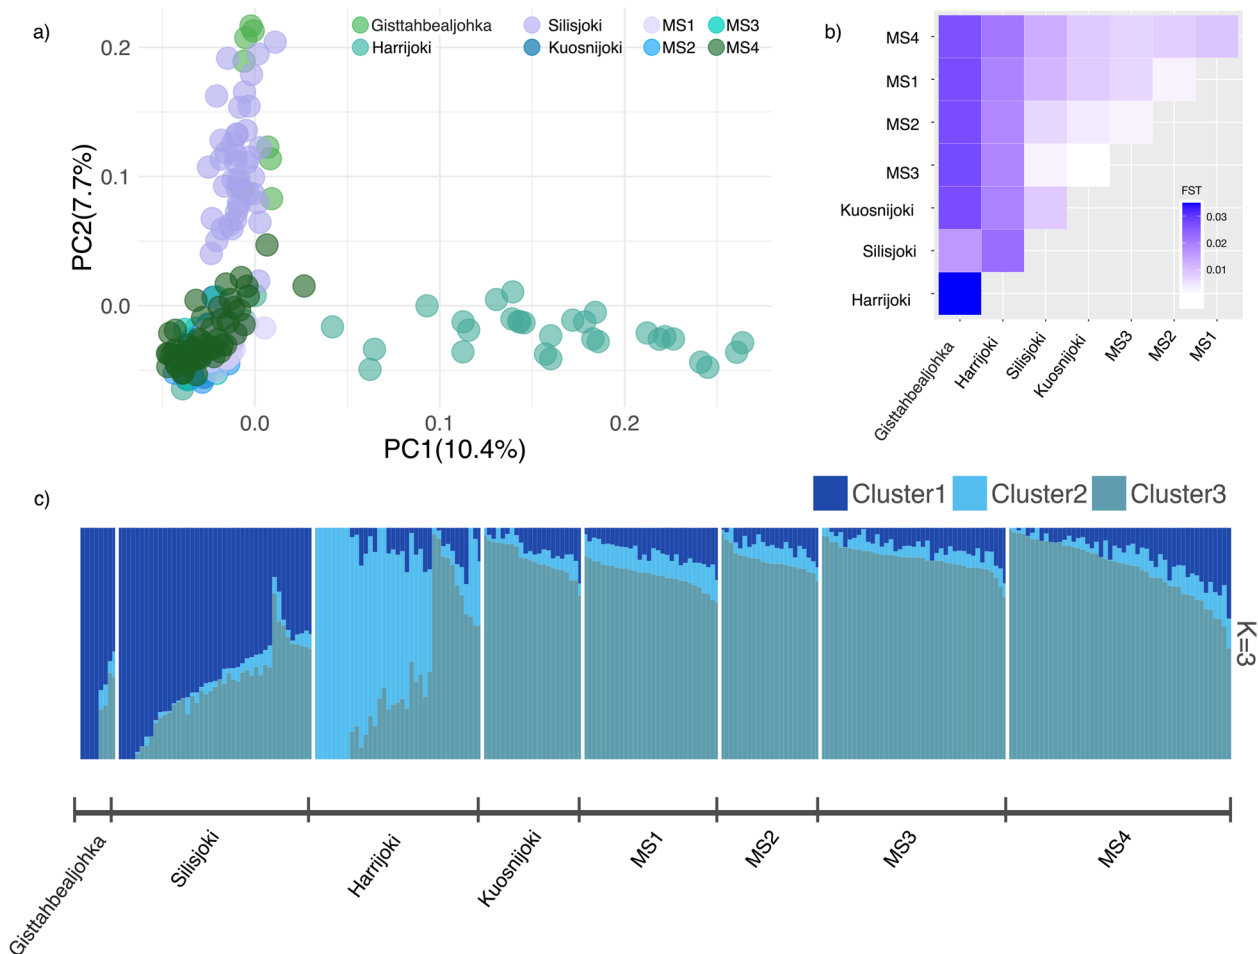 a)
Gisttahbealjohka Silisjoki MS1 MS3
Harrijoki Kuosnijoki MS2 MS4
0.2
0.1
0.0
PC2(7.7%)
0.0 0.1 0.2
PC1(10.4%)
b)
MS4
MS1
MS2
MS3
Kuosnijoki
Silisjoki
Harrijoki
FST
0.03
0.02
0.01
Gisttahbealjohka Harrijoki Silisjoki Kuosnijoki MS3 MS2 MS1
c)
Cluster1 Cluster2 Cluster3
K=3
Gisttahbealjohka Silisjoki Harrijoki Kuosnijoki MS1 MS2 MS3 MS4